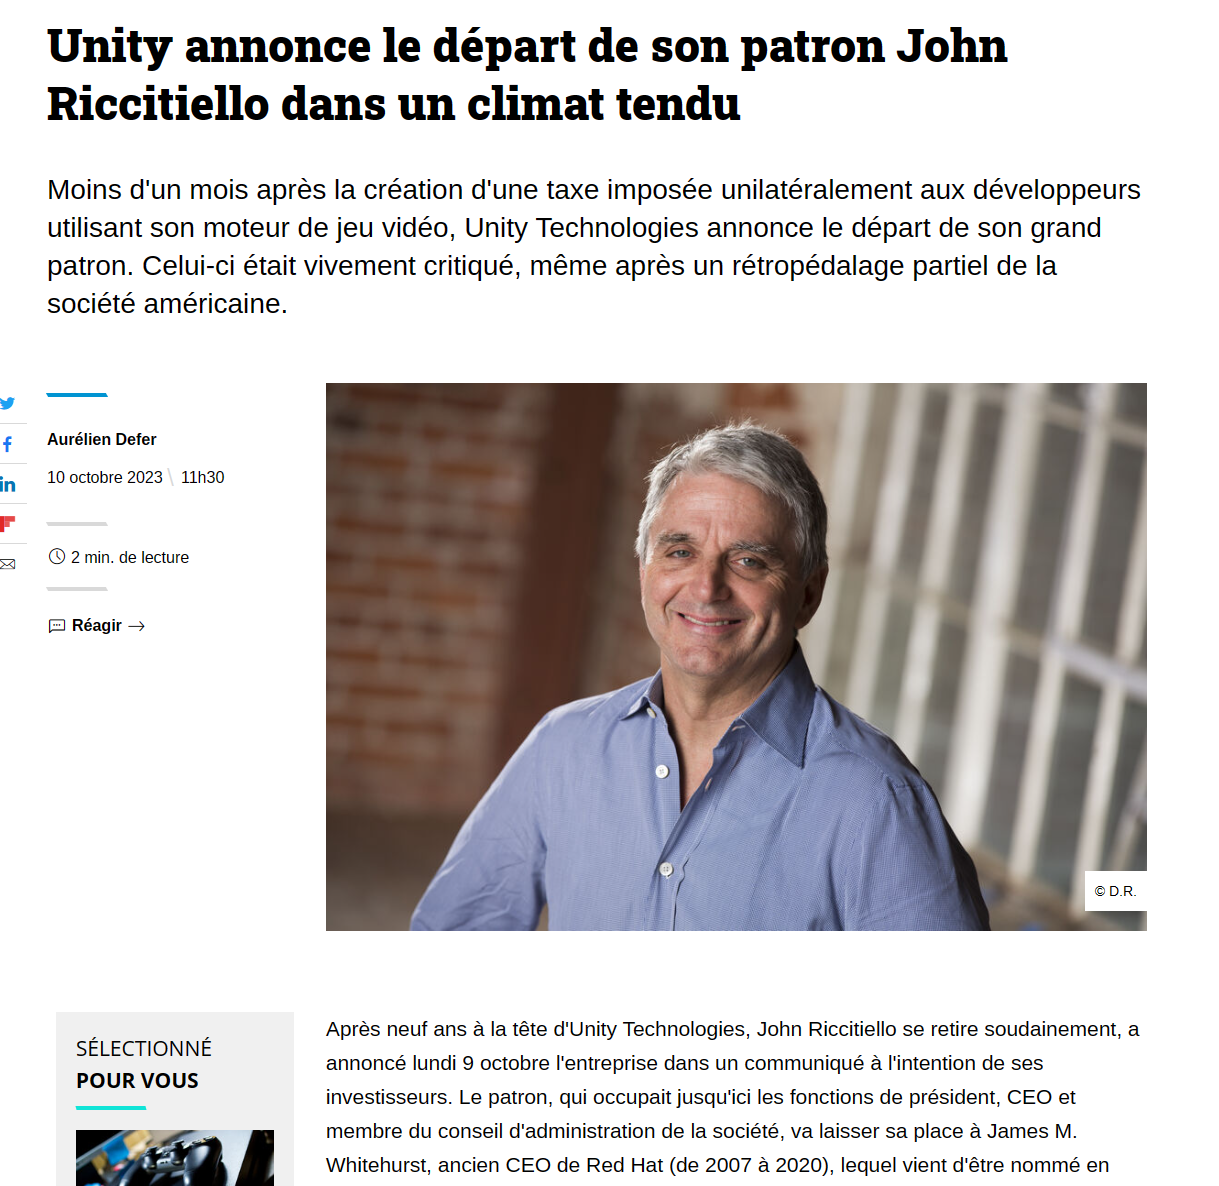 Unity annonce le départ de son patron John
Riccitiello dans un climat tendu
Moins d'un mois après la création d'une taxe imposée unilatéralement aux développeurs
utilisant son moteur de jeu vidéo, Unity Technologies annonce le départ de son grand
patron. Celui-ci était vivement critiqué, même après un rétropédalage partiel de la
société américaine.
Aurélien Defer
10 octobre 2023 \ 11h30
2 min. de lecture
Réagir
© D.R.
SÉLECTIONNÉ
POUR VOUS
Après neuf ans à la tête d'Unity Technologies, John Riccitiello se retire soudainement, a
annoncé lundi 9 octobre l'entreprise dans un communiqué à l'intention de ses
investisseurs. Le patron, qui occupait jusqu'ici les fonctions de président, CEO et
membre du conseil d'administration de la société, va laisser sa place à James M.
Whitehurst, ancien CEO de Red Hat (de 2007 à 2020), lequel vient d'être nommé en